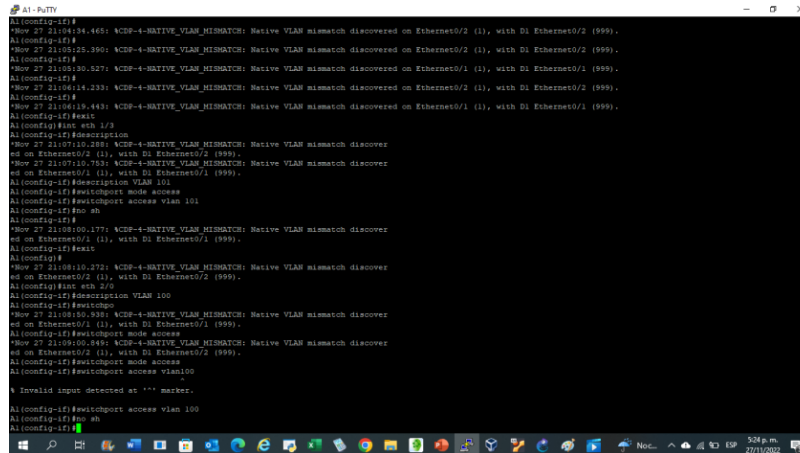 A1 - PuTTY
A1(config-if)#
*Nov 27 21:04:34.465: %CDP-4-NATIVE_VLAN_MISMATCH: Native VLAN mismatch discovered on Ethernet0/2 (1), with D1 Ethernet0/2 (999).
A1(config-if)#
*Nov 27 21:05:25.390: %CDP-4-NATIVE_VLAN_MISMATCH: Native VLAN mismatch discovered on Ethernet0/2 (1), with D1 Ethernet0/2 (999).
A1(config-if)#
*Nov 27 21:05:30.527: %CDP-4-NATIVE_VLAN_MISMATCH: Native VLAN mismatch discovered on Ethernet0/1 (1), with D1 Ethernet0/1 (999).
A1(config-if)#
*Nov 27 21:06:14.233: %CDP-4-NATIVE_VLAN_MISMATCH: Native VLAN mismatch discovered on Ethernet0/2 (1), with D1 Ethernet0/2 (999).
A1(config-if)#
*Nov 27 21:06:19.443: %CDP-4-NATIVE_VLAN_MISMATCH: Native VLAN mismatch discovered on Ethernet0/1 (1), with D1 Ethernet0/1 (999).
A1(config-if)#exit
A1(config)#int eth 1/3
A1(config-if)#description
*Nov 27 21:07:10.288: %CDP-4-NATIVE_VLAN_MISMATCH: Native VLAN mismatch discover
ed on Ethernet0/2 (1), with D1 Ethernet0/2 (999).
*Nov 27 21:07:10.753: %CDP-4-NATIVE_VLAN_MISMATCH: Native VLAN mismatch discover
ed on Ethernet0/1 (1), with D1 Ethernet0/1 (999).
A1(config-if)#description VLAN 101
A1(config-if)#switchport mode access
A1(config-if)#switchport access vlan 101
A1(config-if)#no sh
A1(config-if)#
*Nov 27 21:08:00.177: %CDP-4-NATIVE_VLAN_MISMATCH: Native VLAN mismatch discover
ed on Ethernet0/1 (1), with D1 Ethernet0/1 (999).
A1(config-if)#exit
A1(config)#
*Nov 27 21:08:10.272: %CDP-4-NATIVE_VLAN_MISMATCH: Native VLAN mismatch discover
ed on Ethernet0/2 (1), with D1 Ethernet0/2 (999).
A1(config)#int eth 2/0
A1(config-if)#description VLAN 100
A1(config-if)#switchpo
*Nov 27 21:08:50.938: %CDP-4-NATIVE_VLAN_MISMATCH: Native VLAN mismatch discover
ed on Ethernet0/1 (1), with D1 Ethernet0/1 (999).
A1(config-if)#switchport mode access
*Nov 27 21:09:00.849: %CDP-4-NATIVE_VLAN_MISMATCH: Native VLAN mismatch discover
ed on Ethernet0/2 (1), with D1 Ethernet0/2 (999).
A1(config-if)#switchport mode access
A1(config-if)#switchport access vlan100
^
% Invalid input detected at '^' marker.
A1(config-if)#switchport access vlan 100
A1(config-if)#no sh
A1(config-if)#
Noc...
ESP
5:24 p. m.
27/11/2022